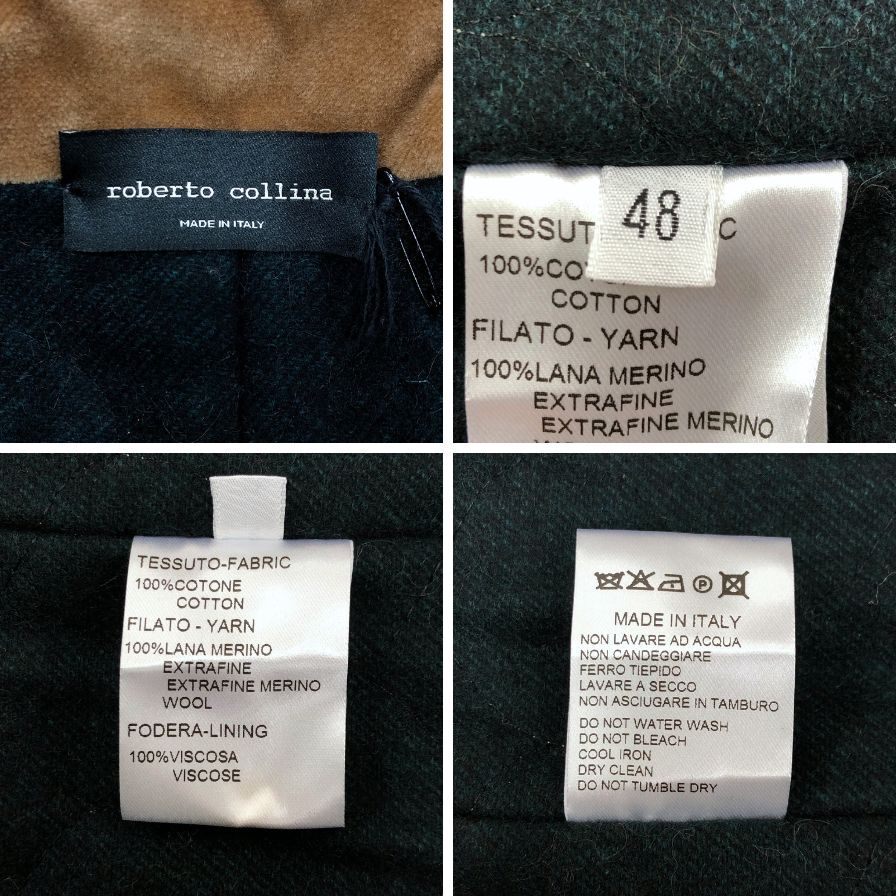 roberto collina
MADE IN ITALY
48
TESSUT C
100%CO
COTTON
FILATO - YARN
100%LANA MERINO
EXTRAFINE
EXTRAFINE MERINO
TESSUTO-FABRIC
100%COTONE
COTTON
FILATO - YARN
100%LANA MERINO
EXTRAFINE
EXTRAFINE MERINO
WOOL
FODERA-LINING
100%VISCOSA
VISCOSE
MADE IN ITALY
NON LAVARE AD ACQUA
NON CANDEGGIARE
FERRO TIEPIDO
LAVARE A SECCO
NON ASCIUGARE IN TAMBURO
DO NOT WATER WASH
DO NOT BLEACH
COOL IRON
DRY CLEAN
DO NOT TUMBLE DRY